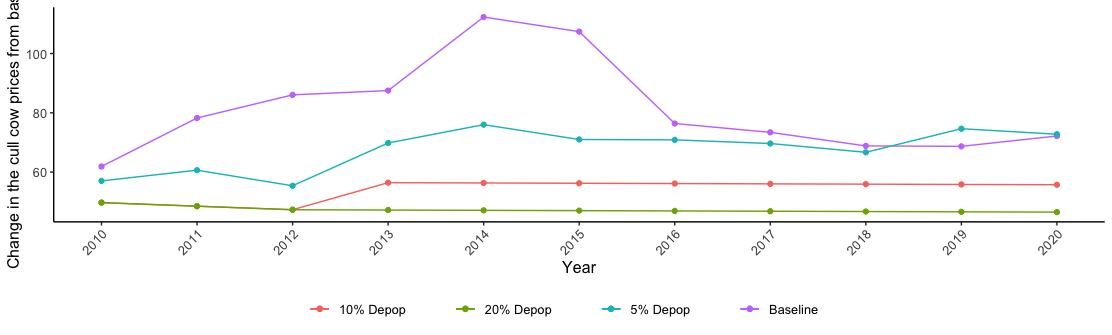 Change in the cull cow prices from
100
80
60
2010 2011 2012 2013 2014 2015 2016 2017 2018 2019 2020
Year
10% Depop 20% Depop 5% Depop Baseline